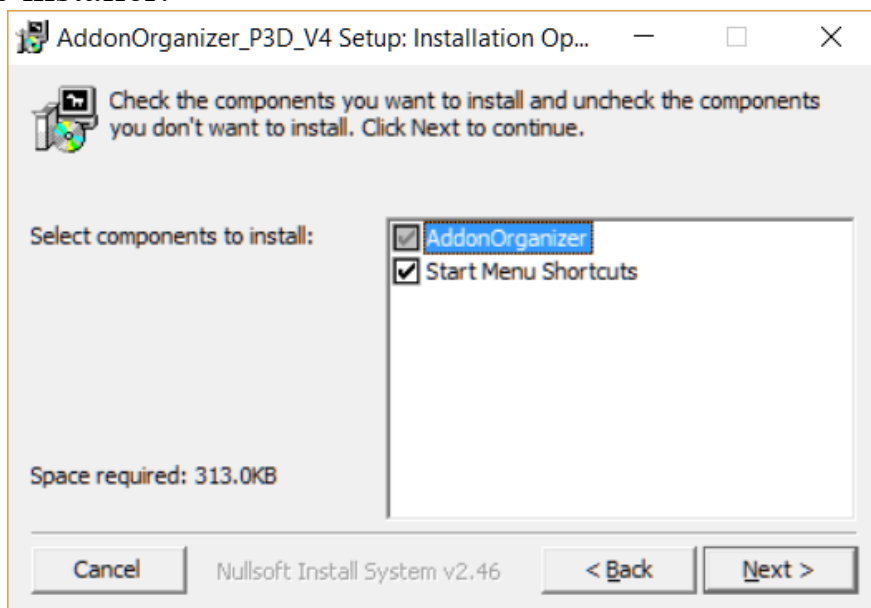 AddonOrganizer_P3D_V4 Setup: Installation Op...
Check the components you want to install and uncheck the components
you don't want to install. Click Next to continue.
Select components to install:
AddonOrganizer
Start Menu Shortcuts
Space required: 313.0KB
Cancel
Nullsoft Install System v2.46
< Back
Next >